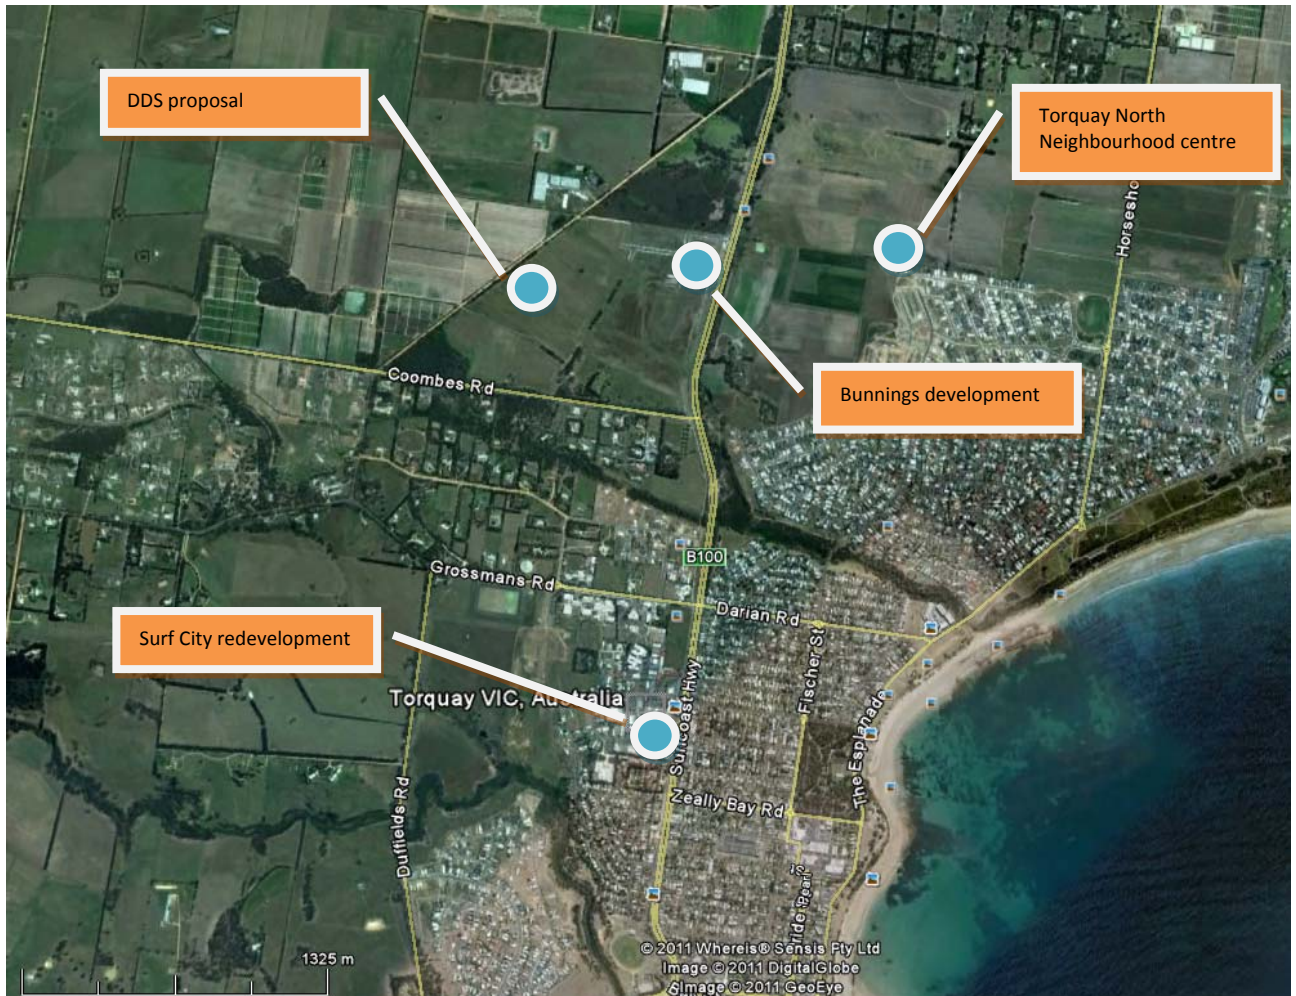 DDS proposal
Torquay North
Neighbourhood centre
Horsesho
Coombes Rd
Bunnings development
B100
Grossmans Rd
Darian Rd
Surf City redevelopment
Fischer St
Torquay VIC, Australia
Suncoast Hwy
The Esplanade
Zeally Bay Rd
Duffields Rd
Pearl
1325 m
© 2011 Whereis® Sensis Pty Ltd
Image © 2011 DigitalGlobe
Image © 2011 GeoEye